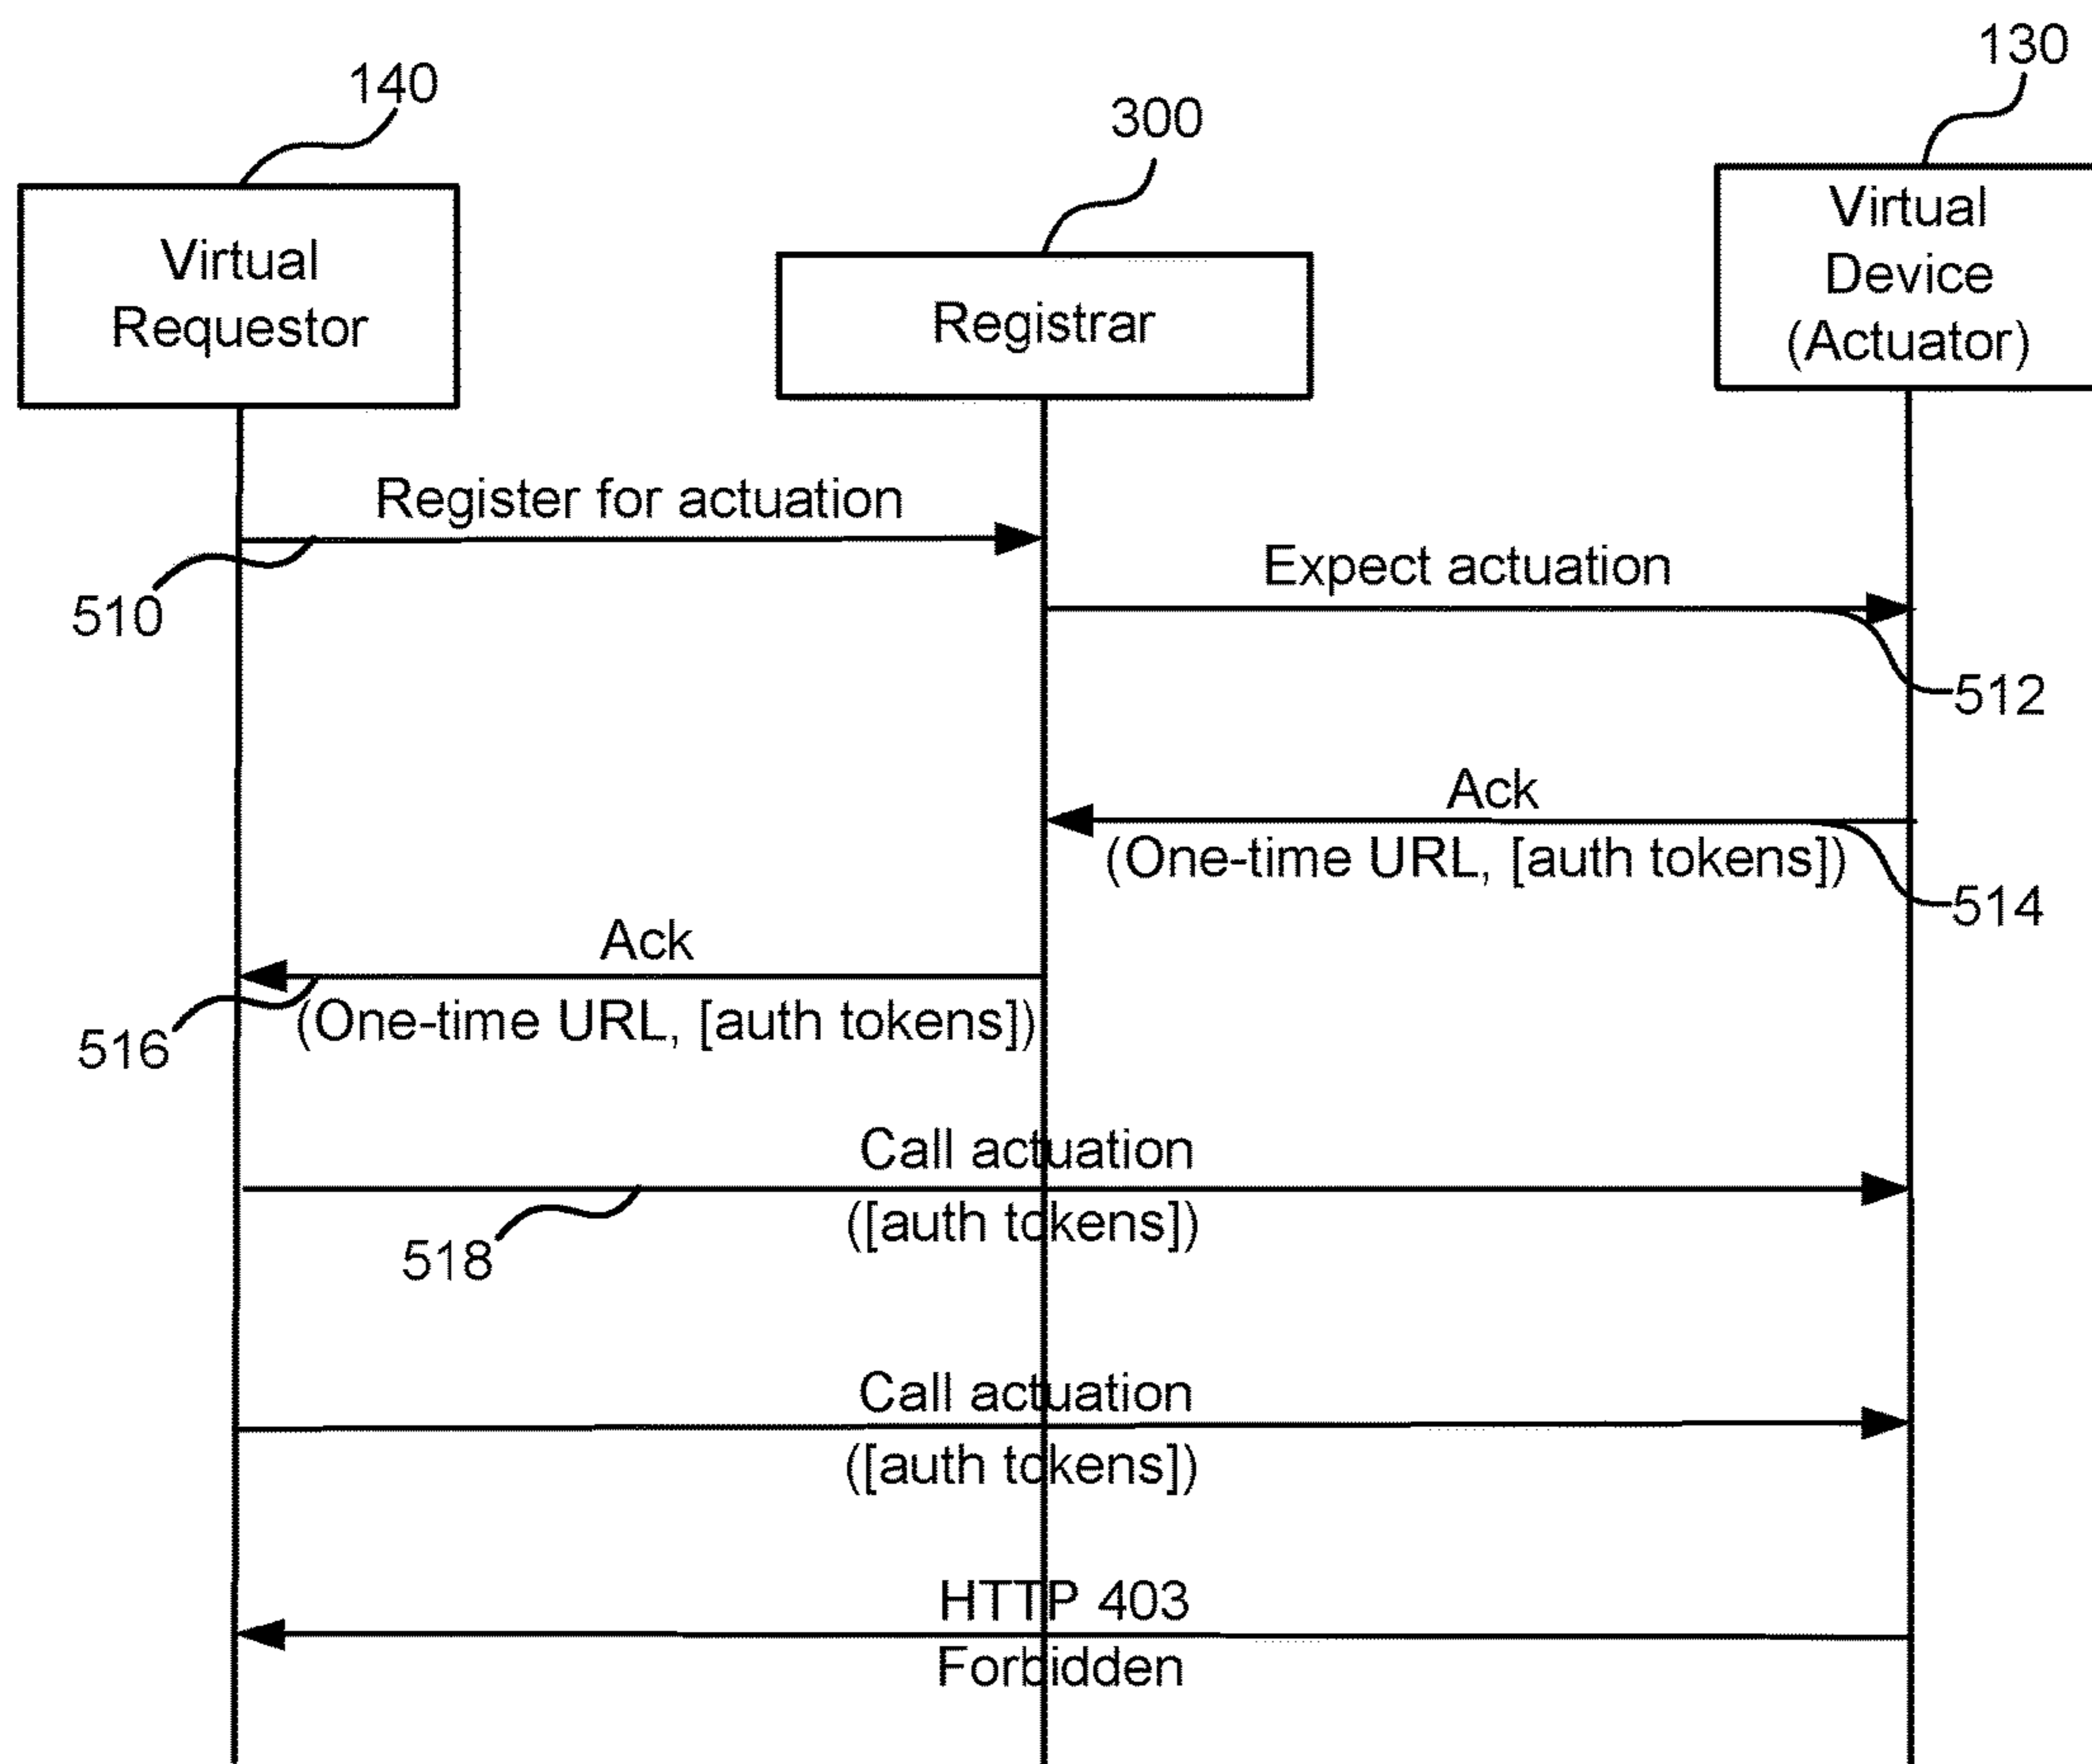 130
140
300
Virtual
Requestor
Registrar
Virtual
Device
(Actuator)
Register for actuation
510
Expect actuation
512
Ack
(One-time URL, [auth tokens])
514
Ack
(One-time URL, [auth tokens])
516
Call actuation
([auth tokens])
518
Call actuation
([auth tokens])
HTTP 403
Forbidden